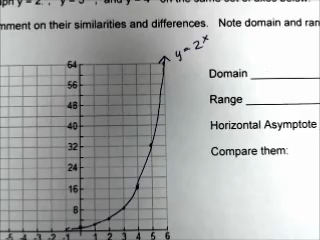 mment on their similarities and differences. Note domain and ran
y = 2ˣ
64
56
48
40
32
24
16
8
-1 1 2 3 4 5 6
Domain
Range
Horizontal Asymptote
Compare them: